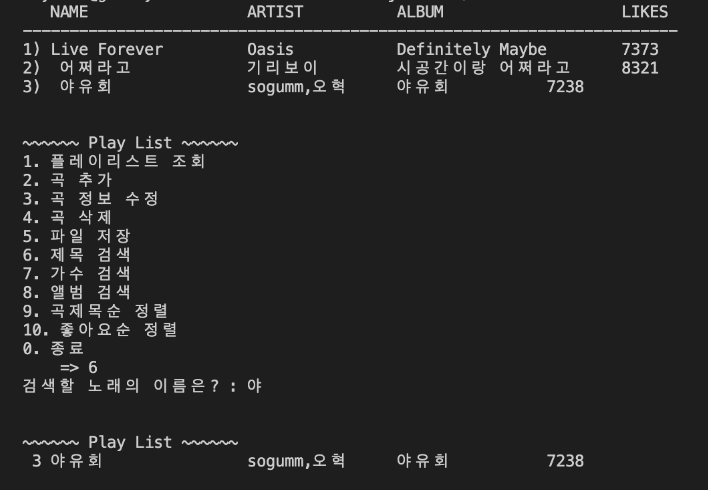 NAME ARTIST ALBUM LIKES
----------------------------------------------------------------------
1) Live Forever Oasis Definitely Maybe 7373
2) 어쩌라고 기리보이 시공간이랑 어쩌라고 8321
3) 야유회 sogumm,오혁 야유회 7238
~~~~~~ Play List ~~~~~~
1. 플레이리스트 조회
2. 곡 추가
3. 곡 정보 수정
4. 곡 삭제
5. 파일 저장
6. 제목 검색
7. 가수 검색
8. 앨범 검색
9. 곡제목순 정렬
10. 좋아요순 정렬
0. 종료
=> 6
검색할 노래의 이름은? : 야
~~~~~~ Play List ~~~~~~
3 야유회 sogumm,오혁 야유회 7238